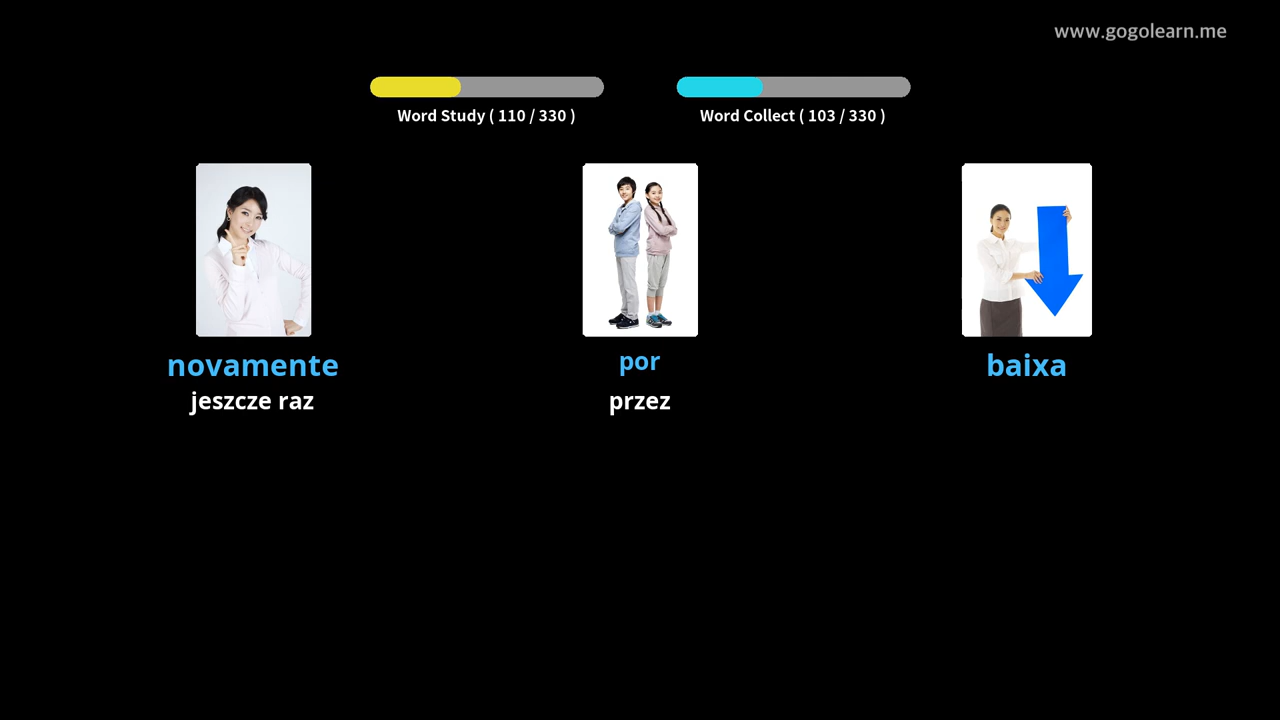 www.gogolearn.me
Word Study ( 110 / 330 )
Word Collect ( 103 / 330 )
novamente
por
baixa
jeszcze raz
przez